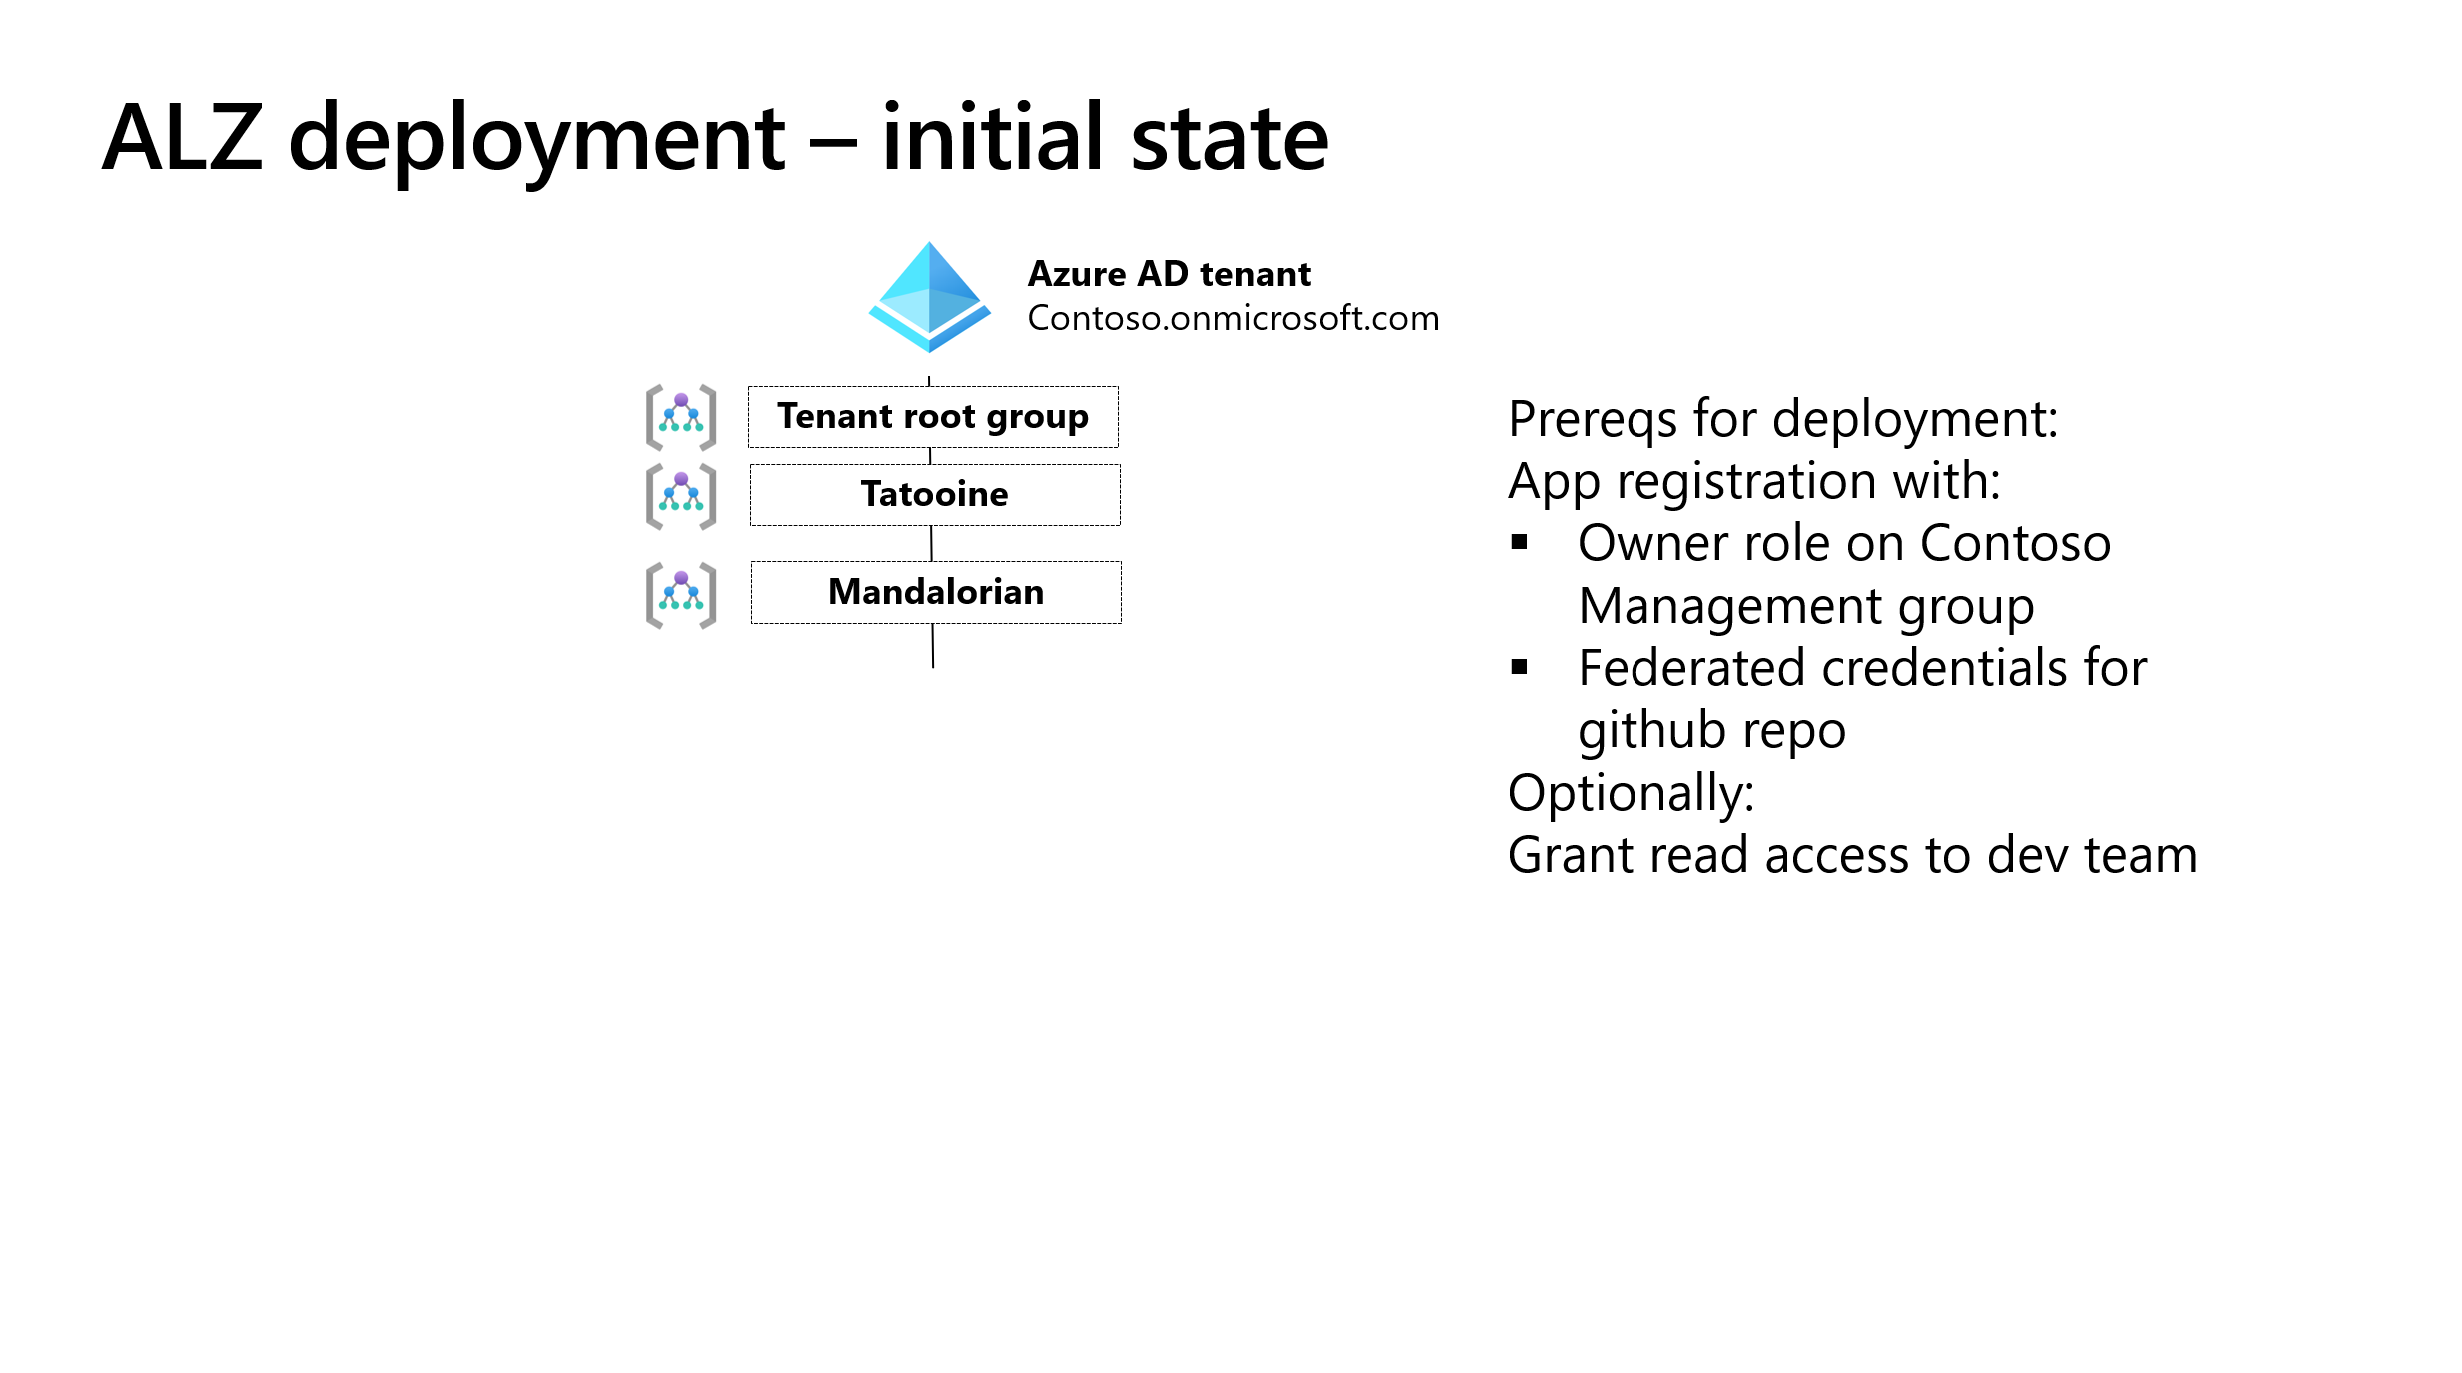 ALZ deployment – initial state
Azure AD tenant
Contoso.onmicrosoft.com
Tenant root group
Tatooine
Mandalorian
Prereqs for deployment:
App registration with:
▪ Owner role on Contoso
Management group
▪ Federated credentials for
github repo
Optionally:
Grant read access to dev team